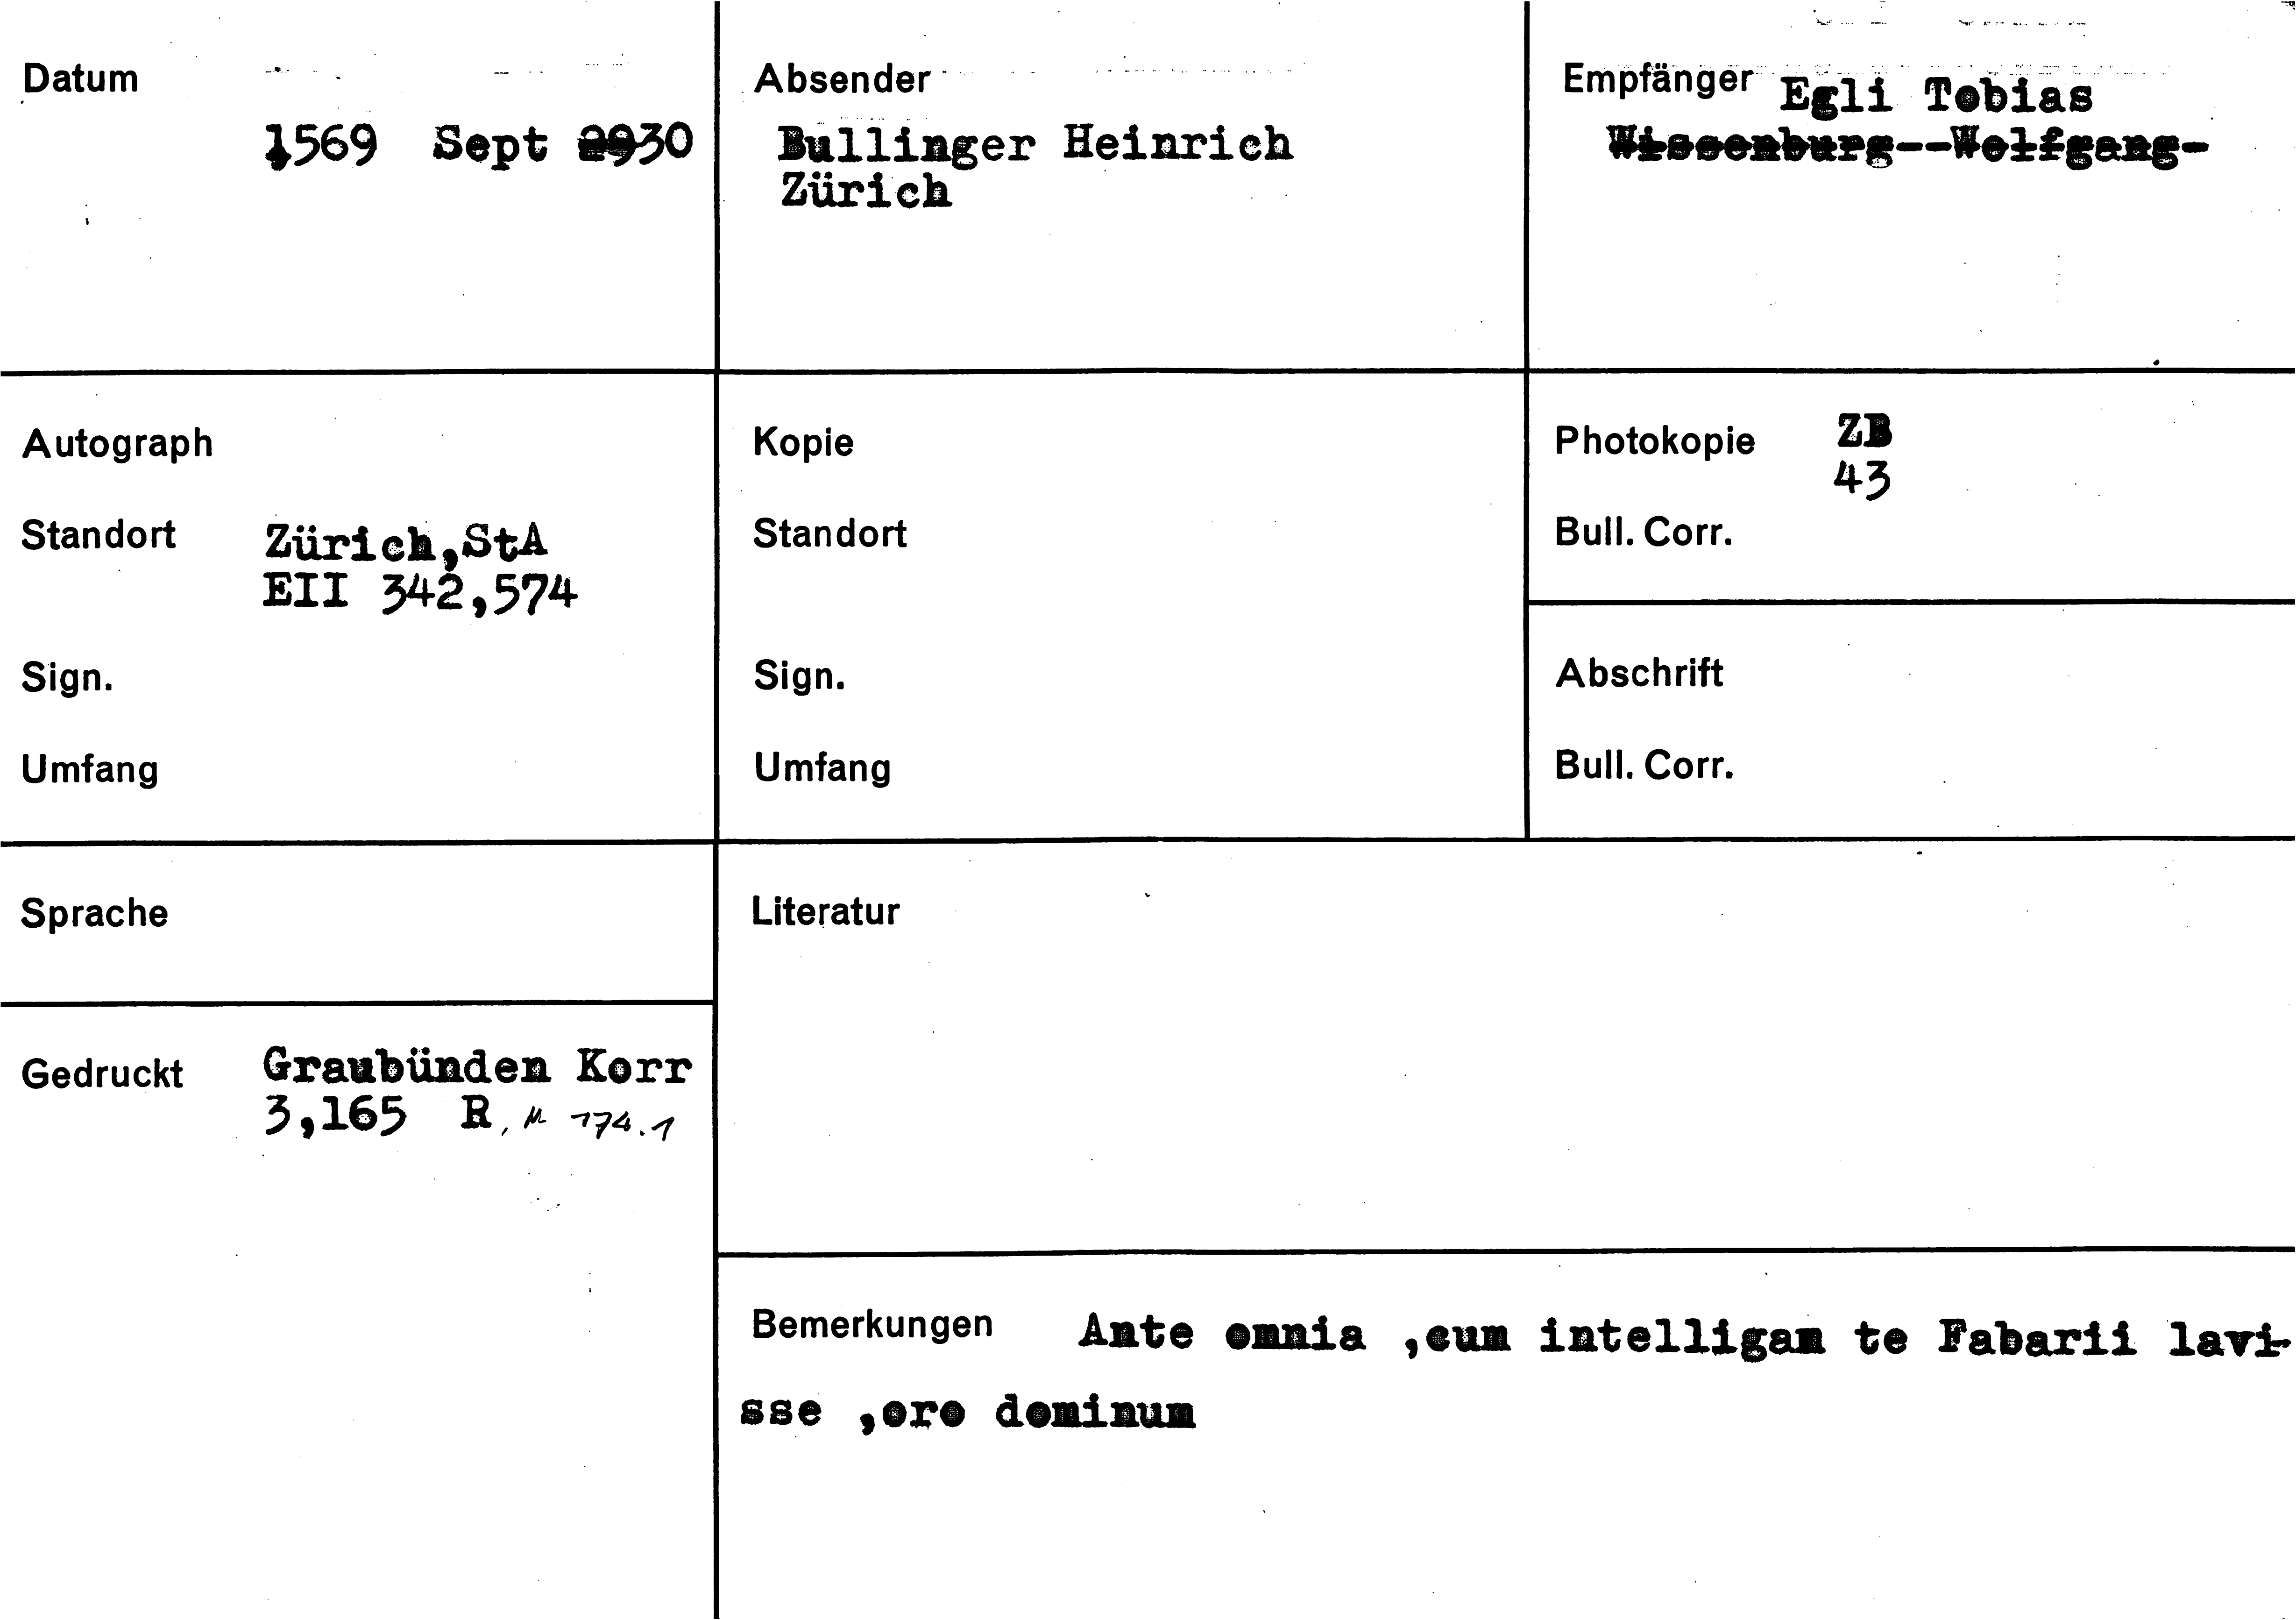 Datum
1569 Sept 2930
Absender
Bullinger Heinrich
Zürich
Empfänger Egli Tobias
Wissenburg--Wolfgang-
Autograph
Standort Zürich,StA
EII 342,574
Sign.
Umfang
Kopie
Standort
Sign.
Umfang
Photokopie ZB
43
Bull. Corr.
Abschrift
Bull. Corr.
Sprache
Gedruckt Graubünden Korr
3,165 R, 174.1
Literatur
Bemerkungen Ante omnia ,cum intelligam te Fabarii lavi-
sse ,oro dominum